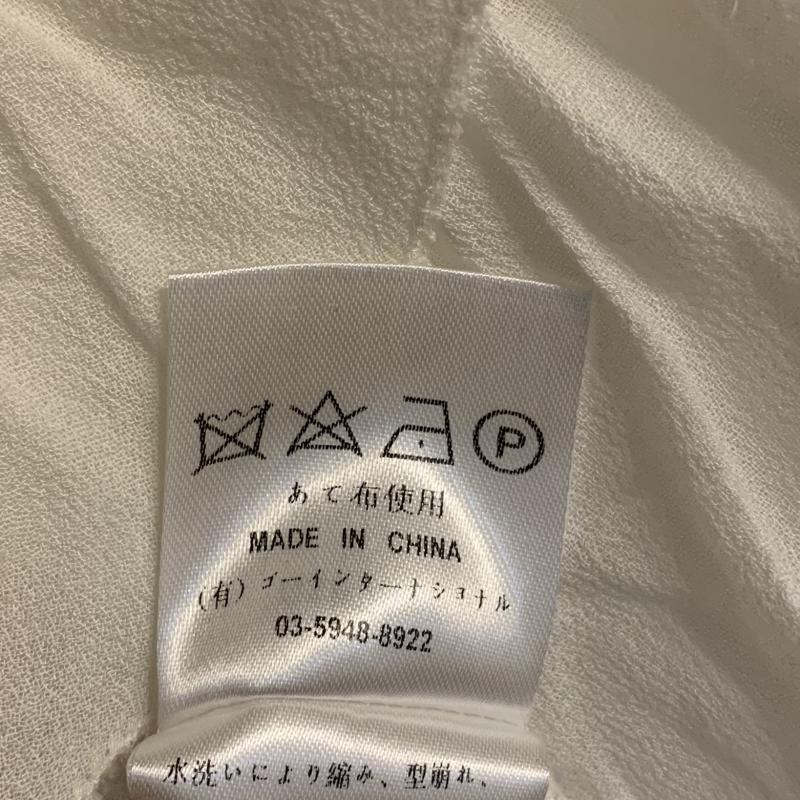 P
あて布使用
MADE IN CHINA
(有)ゴーインターナショナル
03-5948-8922
水洗いにより縮み、型崩れ、